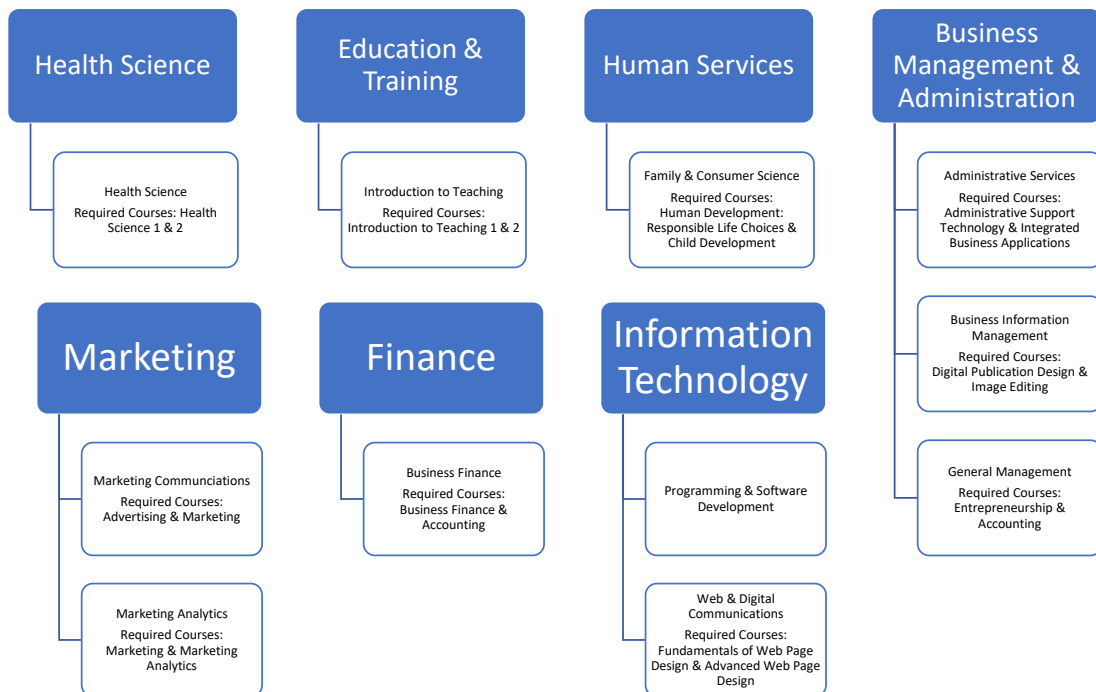 Health Science
Health Science
Required Courses: Health
Science 1 & 2
Education &
Training
Introduction to Teaching
Required Courses:
Introduction to Teaching 1 & 2
Human Services
Family & Consumer Science
Required Courses:
Human Development:
Responsible Life Choices &
Child Development
Business
Management &
Administration
Administrative Services
Required Courses:
Administrative Support
Technology & Integrated
Business Applications
Business Information
Management
Required Courses:
Digital Publication Design &
Image Editing
General Management
Required Courses:
Entrepreneurship &
Accounting
Marketing
Marketing Communciations
Required Courses:
Advertising & Marketing
Marketing Analytics
Required Courses:
Marketing & Marketing
Analytics
Finance
Business Finance
Required Courses:
Business Finance &
Accounting
Information
Technology
Programming & Software
Development
Web & Digital
Communications
Required Courses:
Fundamentals of Web Page
Design & Advanced Web Page
Design